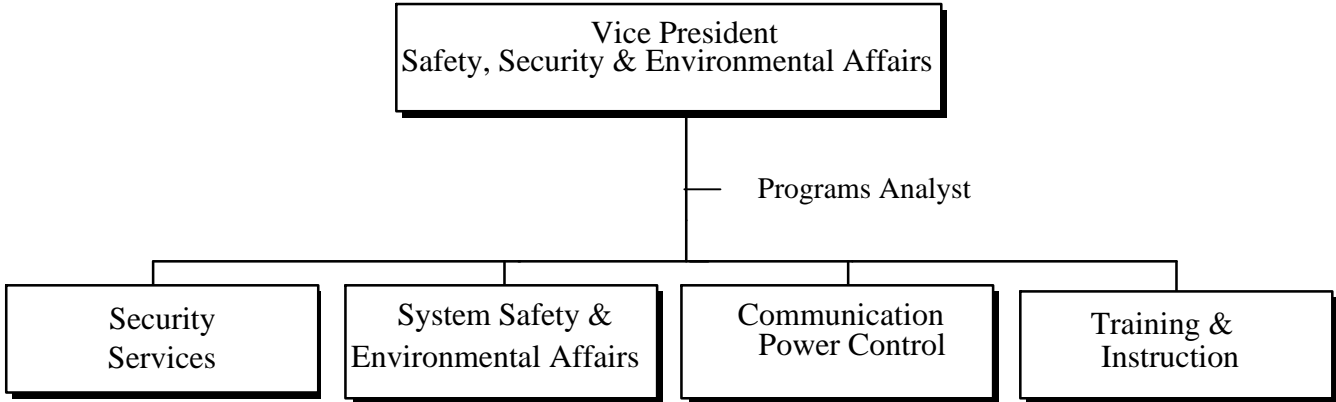 Vice President
Safety, Security & Environmental Affairs
Programs Analyst
Security
Services
System Safety &
Environmental Affairs
Communication
Power Control
Training &
Instruction